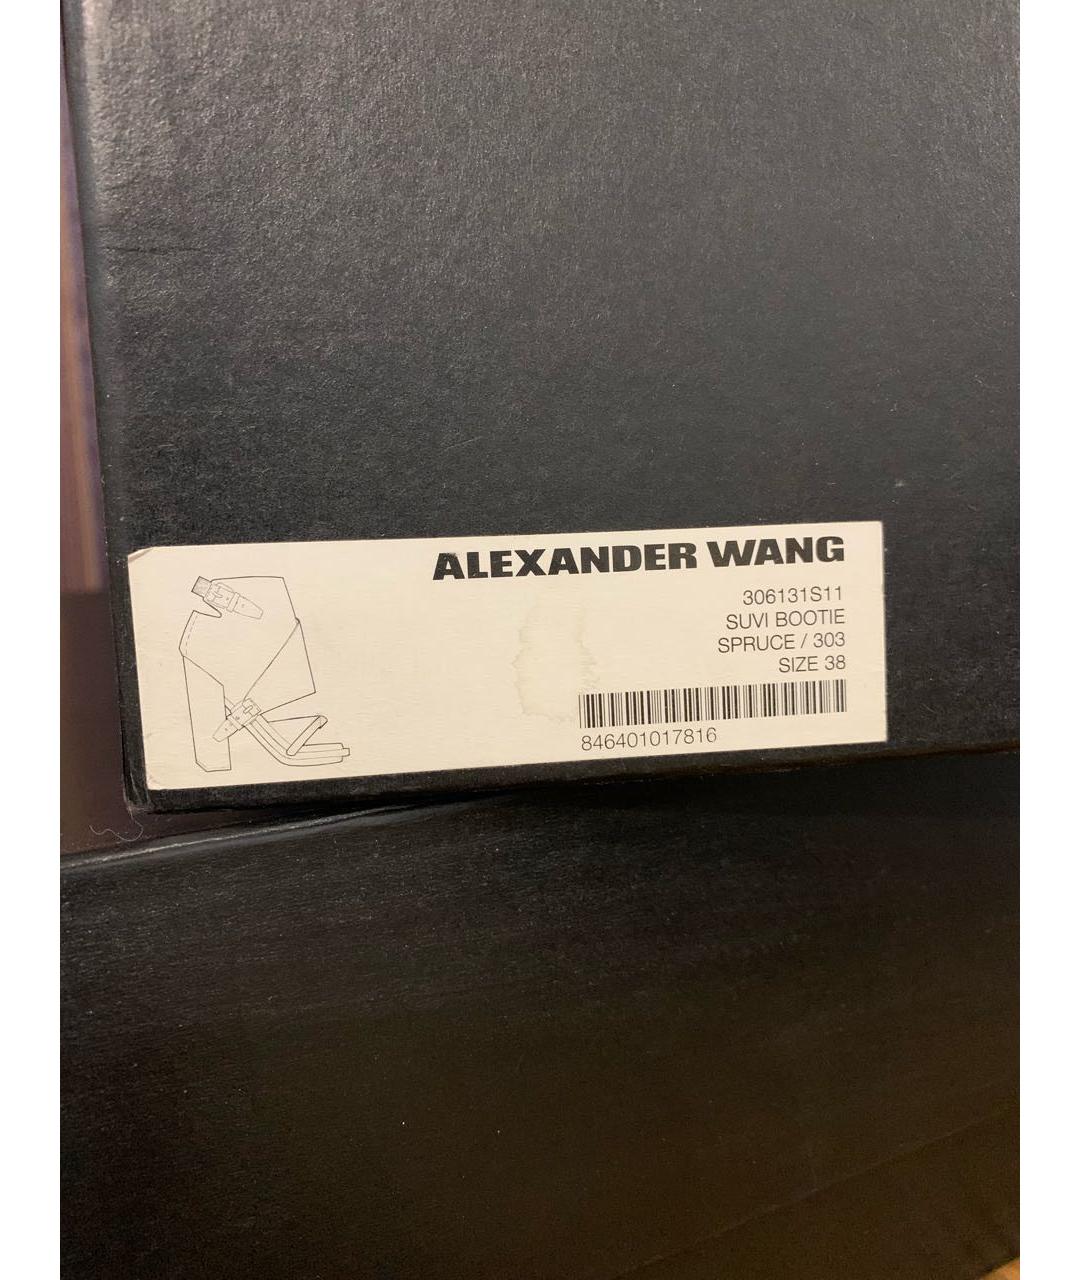 ALEXANDER WANG
306131S11
SUVI BOOTIE
SPRUCE / 303
SIZE 38
846401017816